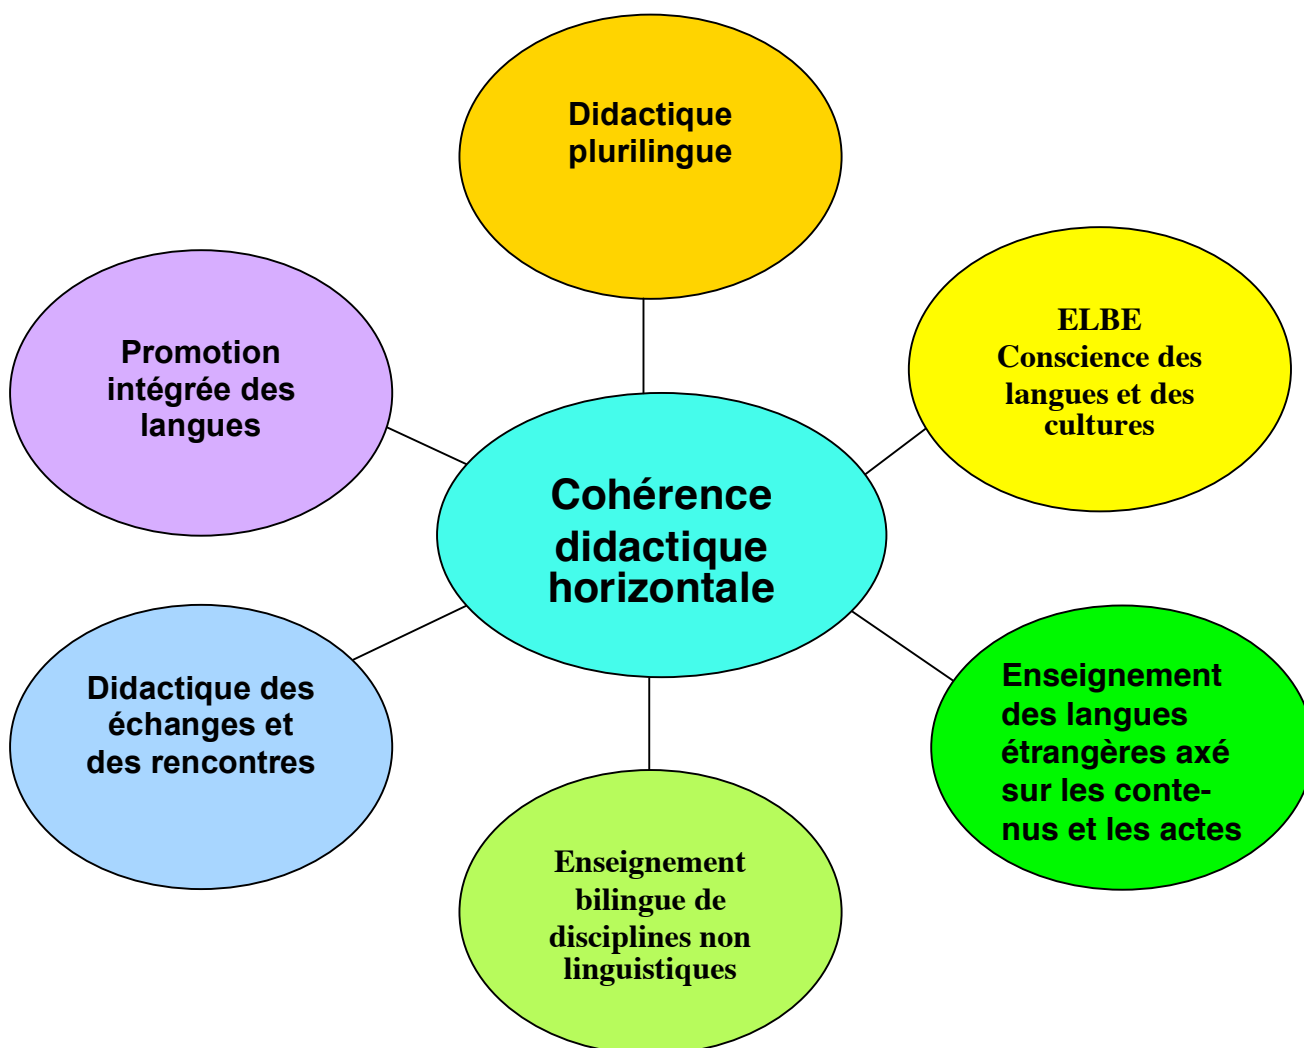 Didactique
plurilingue
ELBE
Conscience des
langues et des
cultures
Promotion
intégrée des
langues
Cohérence
didactique
horizontale
Enseignement
des langues
étrangères axé
sur les conte-
nus et les actes
Didactique des
échanges et
des rencontres
Enseignement
bilingue de
disciplines non
linguistiques